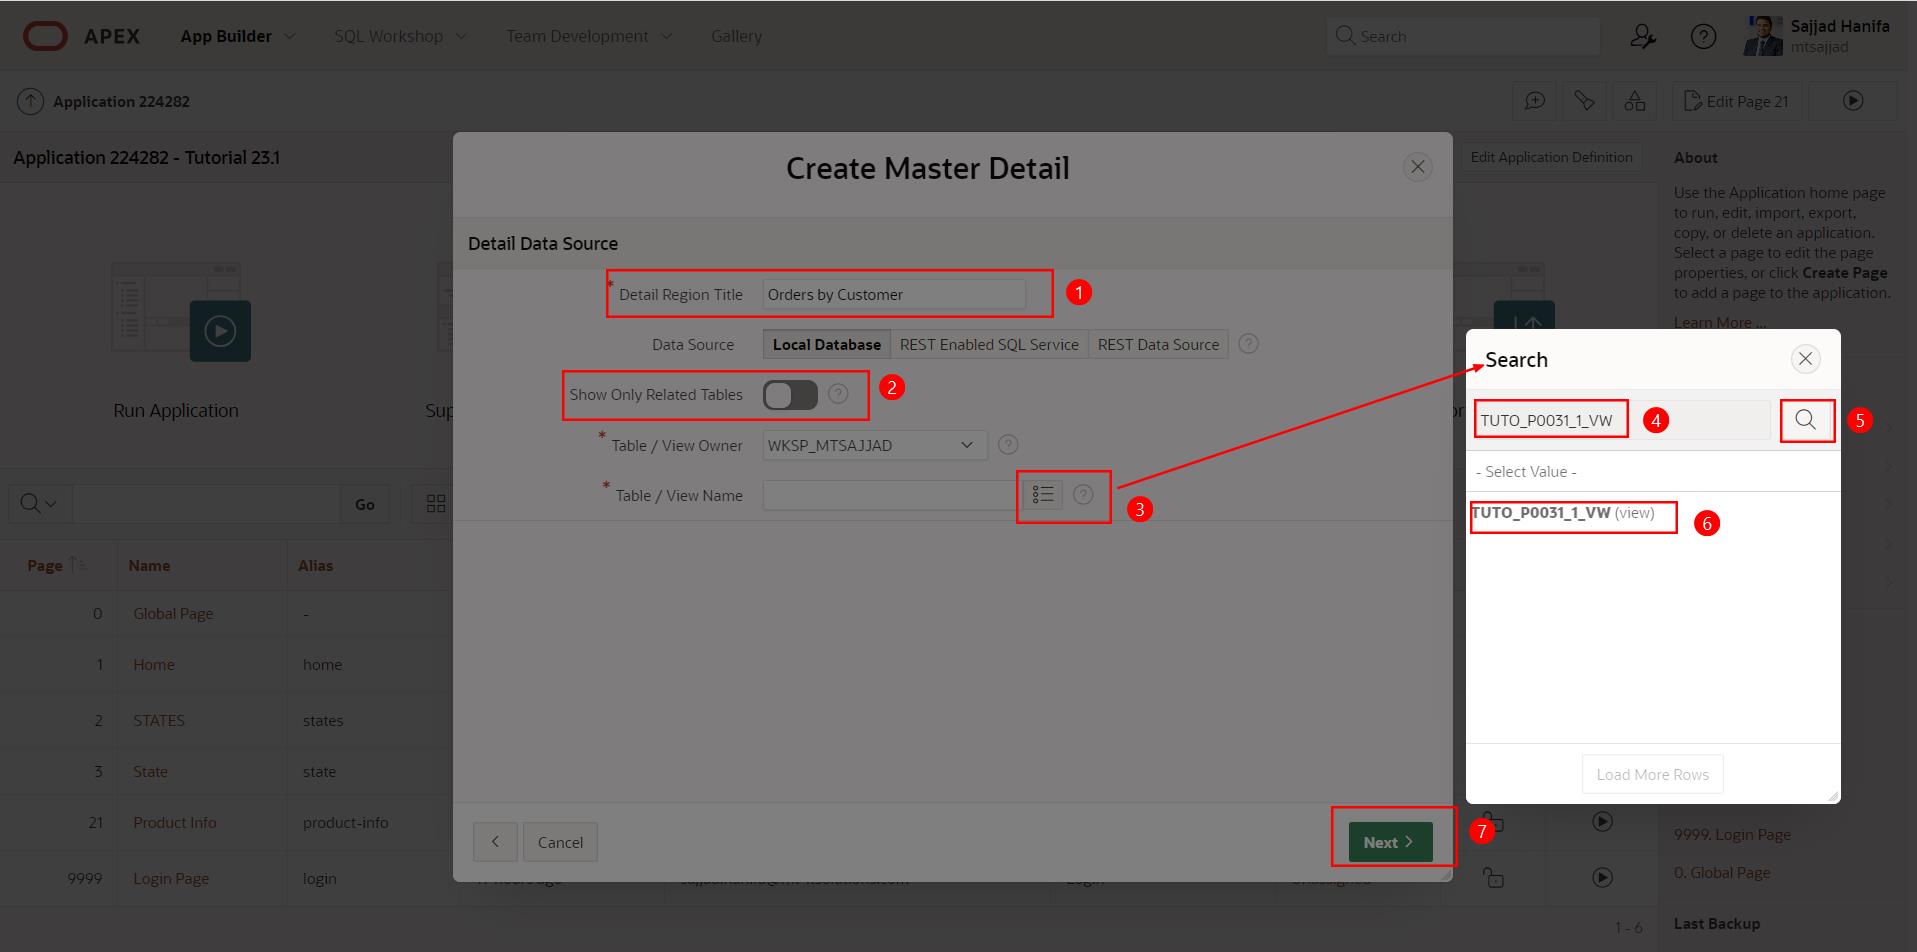 APEX
App Builder
SQL Workshop
Team Development
Gallery
Search
Sajjad Hanifa
mtsajjad
Application 224282
Edit Page 21
Application 224282 - Tutorial 23.1
Edit Application Definition
About
Create Master Detail
Use the Application home page
to run, edit, import, export,
copy, or delete an application.
Select a page to edit the page
properties, or click Create Page
to add a page to the application.
Learn More ...
Detail Data Source
* Detail Region Title Orders by Customer 1
Data Source Local Database REST Enabled SQL Service REST Data Source ?
Show Only Related Tables ? 2
* Table / View Owner WKSP_MTSAJJAD ?
* Table / View Name ? 3
Search
TUTO_P0031_1_VW 4 5
- Select Value -
TUTO_P0031_1_VW (view) 6
Load More Rows
Run Application
Sup
Go
Page Name Alias
0 Global Page -
1 Home home
2 STATES states
3 State state
21 Product Info product-info
9999 Login Page login
Cancel
Next 7
9999. Login Page
0. Global Page
1 - 6
Last Backup